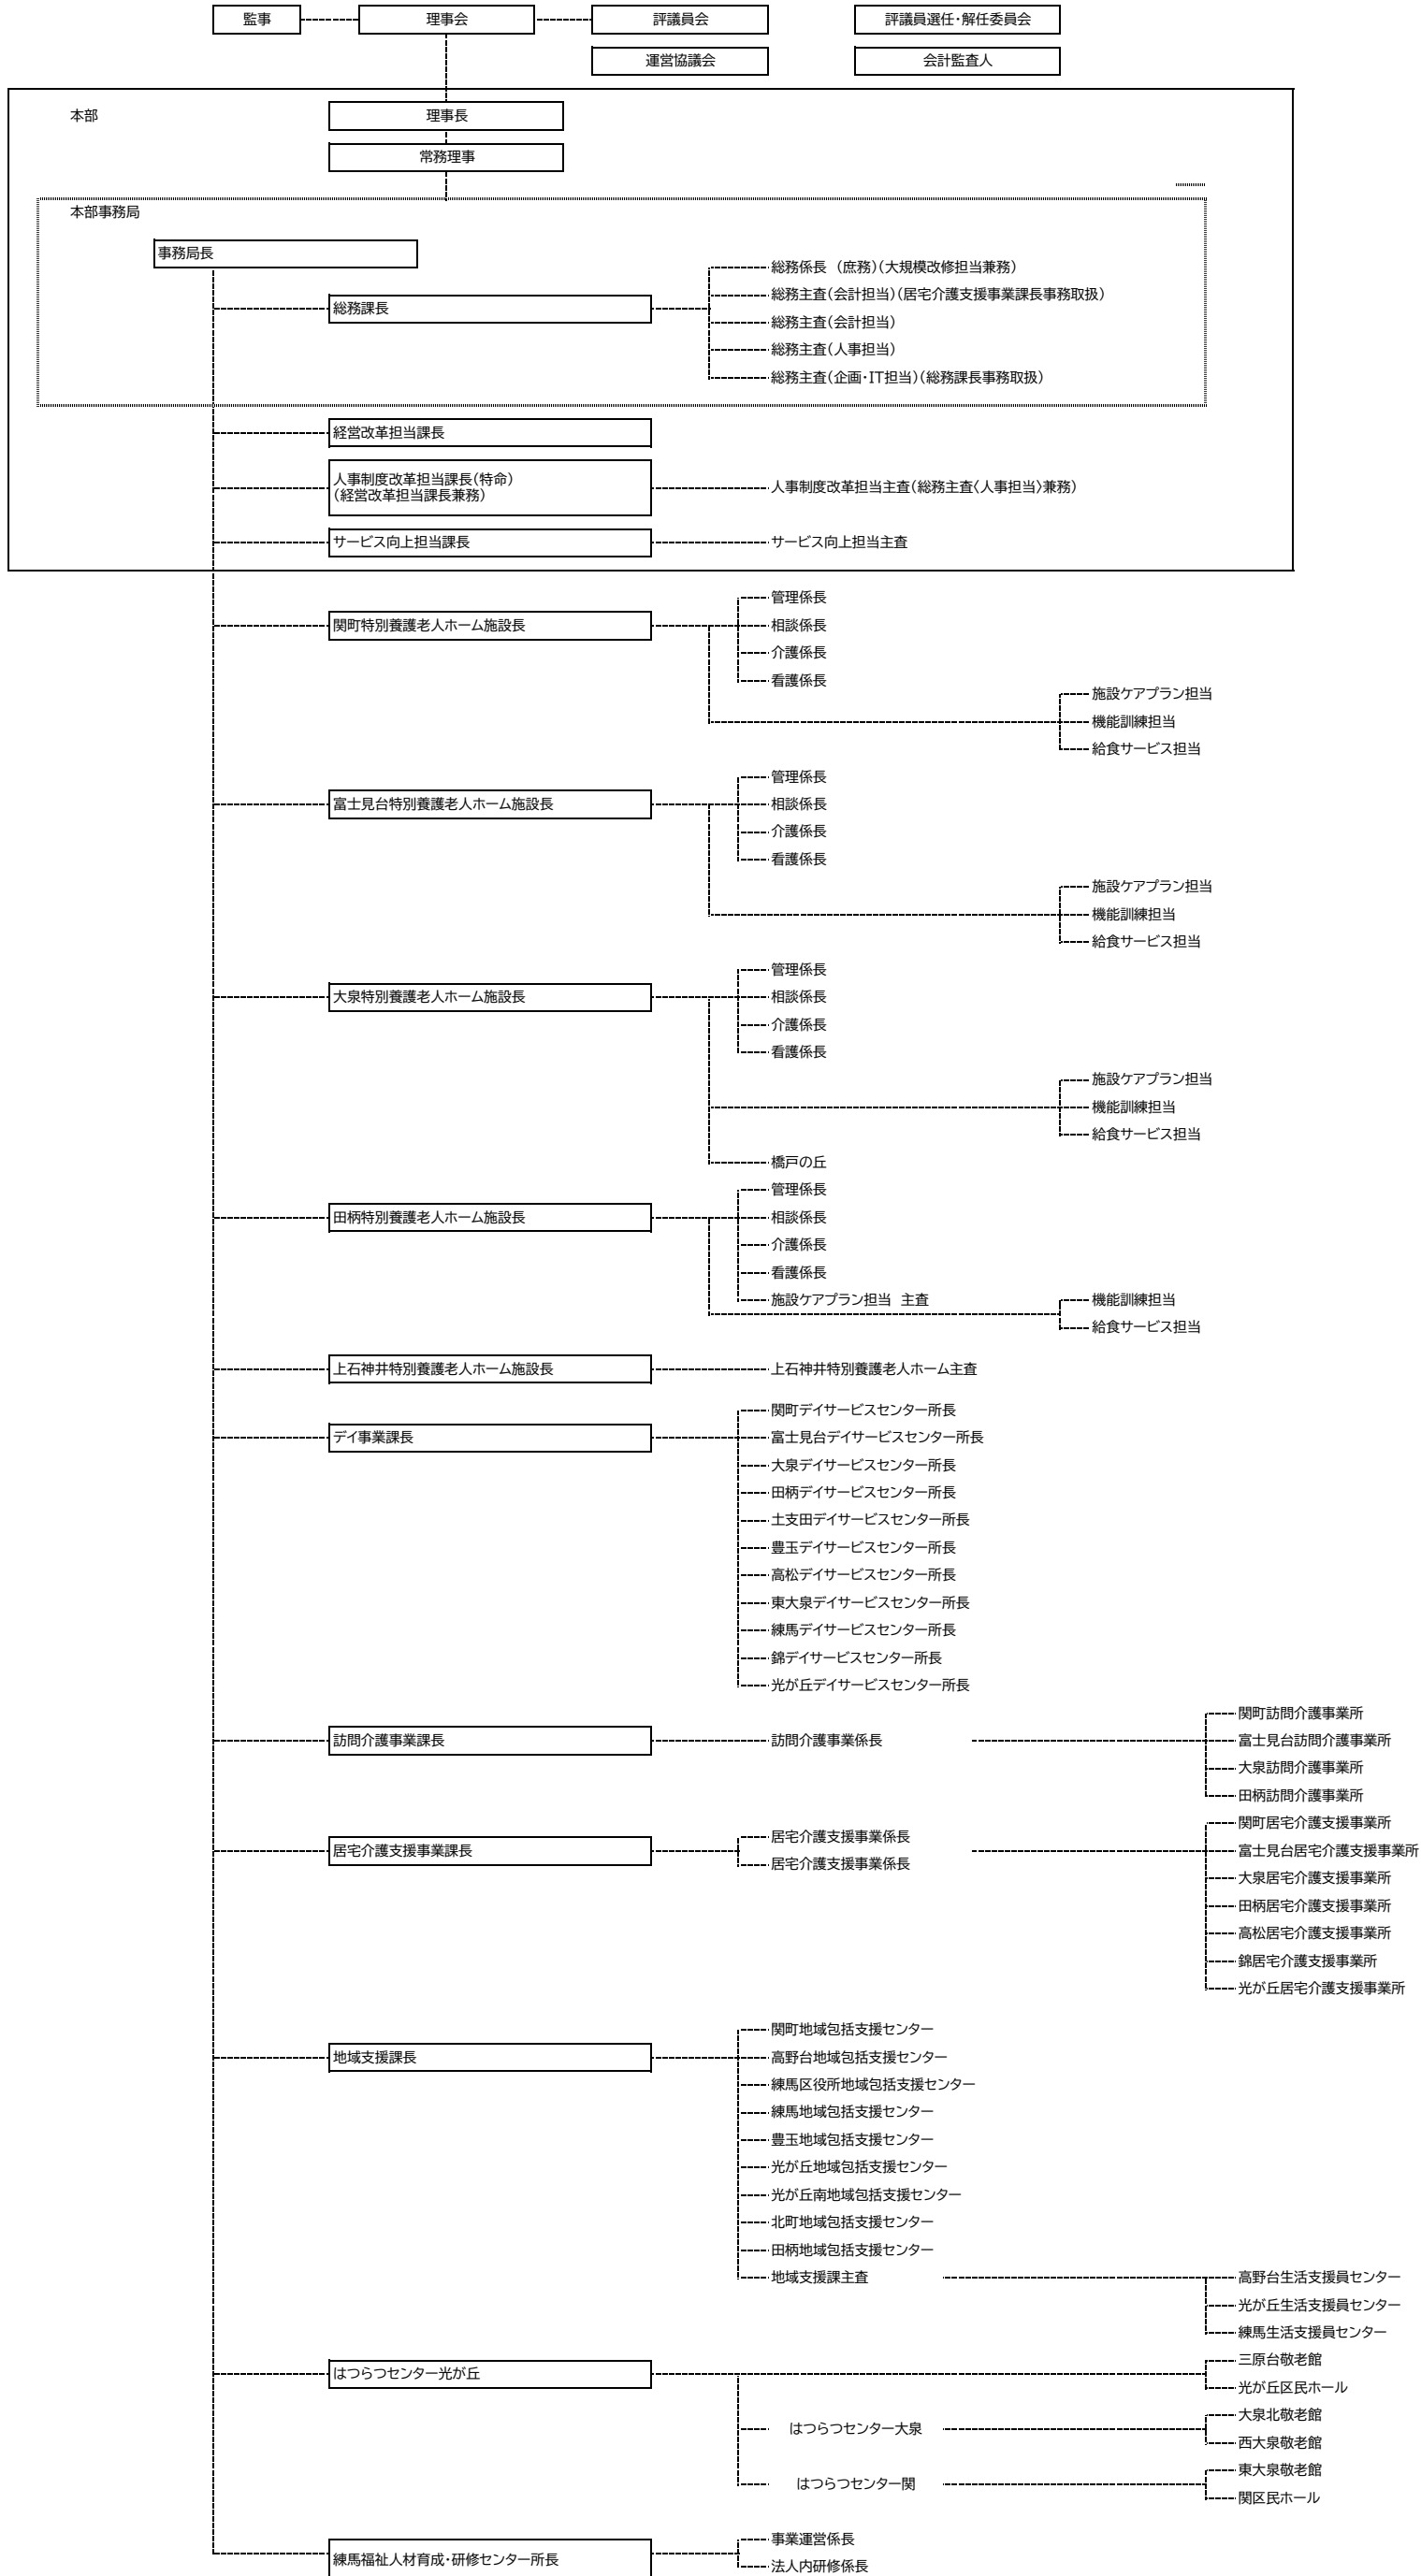 監事
理事会
評議員会
評議員選任・解任委員会
運営協議会
会計監査人
本部
理事長
常務理事
本部事務局
事務局長
総務課長
総務係長 (庶務)(大規模改修担当兼務)
総務主査(会計担当)(居宅介護支援事業課長事務取扱)
総務主査(会計担当)
総務主査(人事担当)
総務主査(企画・IT担当)(総務課長事務取扱)
経営改革担当課長
人事制度改革担当課長(特命)
(経営改革担当課長兼務)
人事制度改革担当主査(総務主査〈人事担当〉兼務)
サービス向上担当課長
サービス向上担当主査
関町特別養護老人ホーム施設長
管理係長
相談係長
介護係長
看護係長
施設ケアプラン担当
機能訓練担当
給食サービス担当
富士見台特別養護老人ホーム施設長
管理係長
相談係長
介護係長
看護係長
施設ケアプラン担当
機能訓練担当
給食サービス担当
大泉特別養護老人ホーム施設長
管理係長
相談係長
介護係長
看護係長
施設ケアプラン担当
機能訓練担当
給食サービス担当
橋戸の丘
田柄特別養護老人ホーム施設長
管理係長
相談係長
介護係長
看護係長
施設ケアプラン担当 主査
機能訓練担当
給食サービス担当
上石神井特別養護老人ホーム施設長
上石神井特別養護老人ホーム主査
デイ事業課長
関町デイサービスセンター所長
富士見台デイサービスセンター所長
大泉デイサービスセンター所長
田柄デイサービスセンター所長
土支田デイサービスセンター所長
豊玉デイサービスセンター所長
高松デイサービスセンター所長
東大泉デイサービスセンター所長
練馬デイサービスセンター所長
錦デイサービスセンター所長
光が丘デイサービスセンター所長
訪問介護事業課長
訪問介護事業係長
関町訪問介護事業所
富士見台訪問介護事業所
大泉訪問介護事業所
田柄訪問介護事業所
居宅介護支援事業課長
居宅介護支援事業係長
居宅介護支援事業係長
関町居宅介護支援事業所
富士見台居宅介護支援事業所
大泉居宅介護支援事業所
田柄居宅介護支援事業所
高松居宅介護支援事業所
錦居宅介護支援事業所
光が丘居宅介護支援事業所
地域支援課長
関町地域包括支援センター
高野台地域包括支援センター
練馬区役所地域包括支援センター
練馬地域包括支援センター
豊玉地域包括支援センター
光が丘地域包括支援センター
光が丘南地域包括支援センター
北町地域包括支援センター
田柄地域包括支援センター
地域支援課主査
高野台生活支援員センター
光が丘生活支援員センター
練馬生活支援員センター
はつらつセンター光が丘
三原台敬老館
光が丘区民ホール
はつらつセンター大泉
大泉北敬老館
西大泉敬老館
はつらつセンター関
東大泉敬老館
関区民ホール
練馬福祉人材育成・研修センター所長
事業運営係長
法人内研修係長